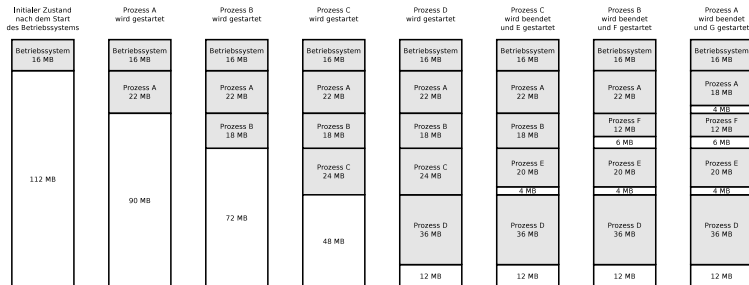 Initialer Zustand
nach dem Start
des Betriebssystems
Betriebssystem
16 MB
112 MB
Prozess A
wird gestartet
Betriebssystem
16 MB
Prozess A
22 MB
90 MB
Prozess B
wird gestartet
Betriebssystem
16 MB
Prozess A
22 MB
Prozess B
18 MB
72 MB
Prozess C
wird gestartet
Betriebssystem
16 MB
Prozess A
22 MB
Prozess B
18 MB
Prozess C
24 MB
48 MB
Prozess D
wird gestartet
Betriebssystem
16 MB
Prozess A
22 MB
Prozess B
18 MB
Prozess C
24 MB
Prozess D
36 MB
12 MB
Prozess C
wird beendet
und E gestartet
Betriebssystem
16 MB
Prozess A
22 MB
Prozess B
18 MB
Prozess E
20 MB
4 MB
Prozess D
36 MB
12 MB
Prozess B
wird beendet
und F gestartet
Betriebssystem
16 MB
Prozess A
22 MB
Prozess F
12 MB
6 MB
Prozess E
20 MB
4 MB
Prozess D
36 MB
12 MB
Prozess A
wird beendet
und G gestartet
Betriebssystem
16 MB
Prozess A
18 MB
4 MB
Prozess F
12 MB
6 MB
Prozess E
20 MB
4 MB
Prozess D
36 MB
12 MB